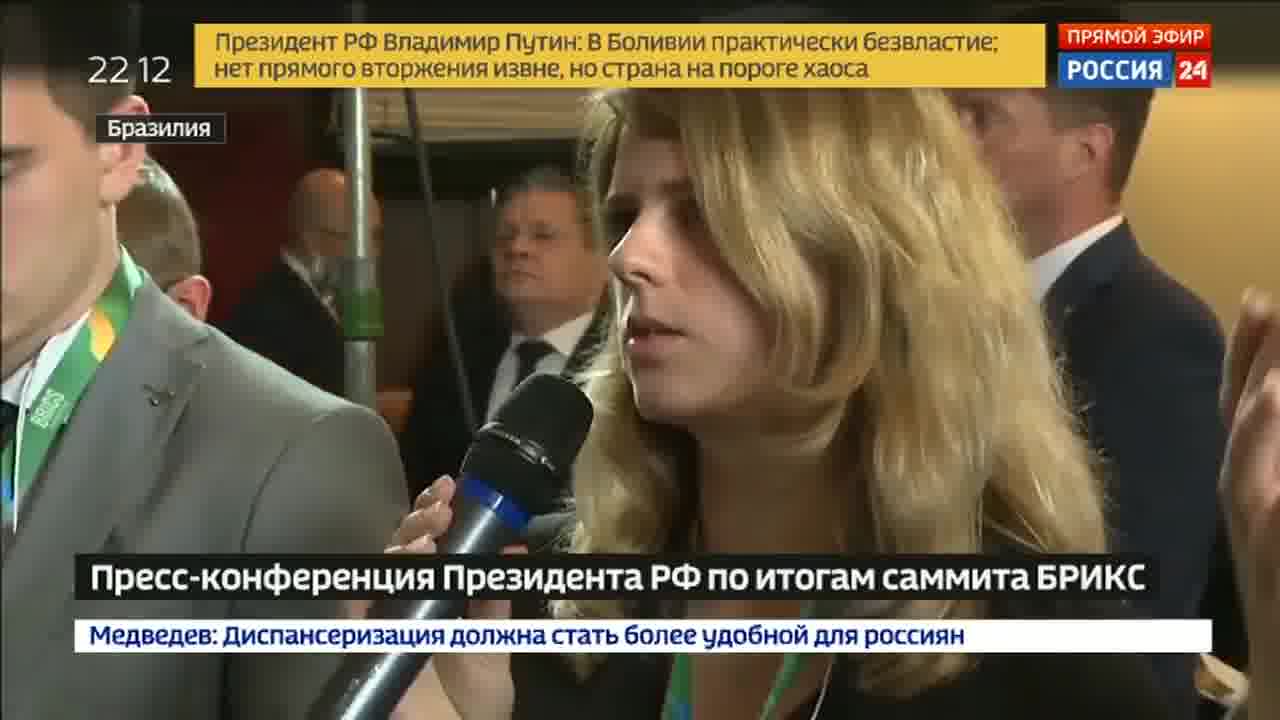 22 12
Президент РФ Владимир Путин: В Боливии практически безвластие;
нет прямого вторжения извне, но страна на пороге хаоса
ПРЯМОЙ ЭФИР
РОССИЯ 24
Бразилия
BRICS
Пресс-конференция Президента РФ по итогам саммита БРИКС
Медведев: Диспансеризация должна стать более удобной для россиян